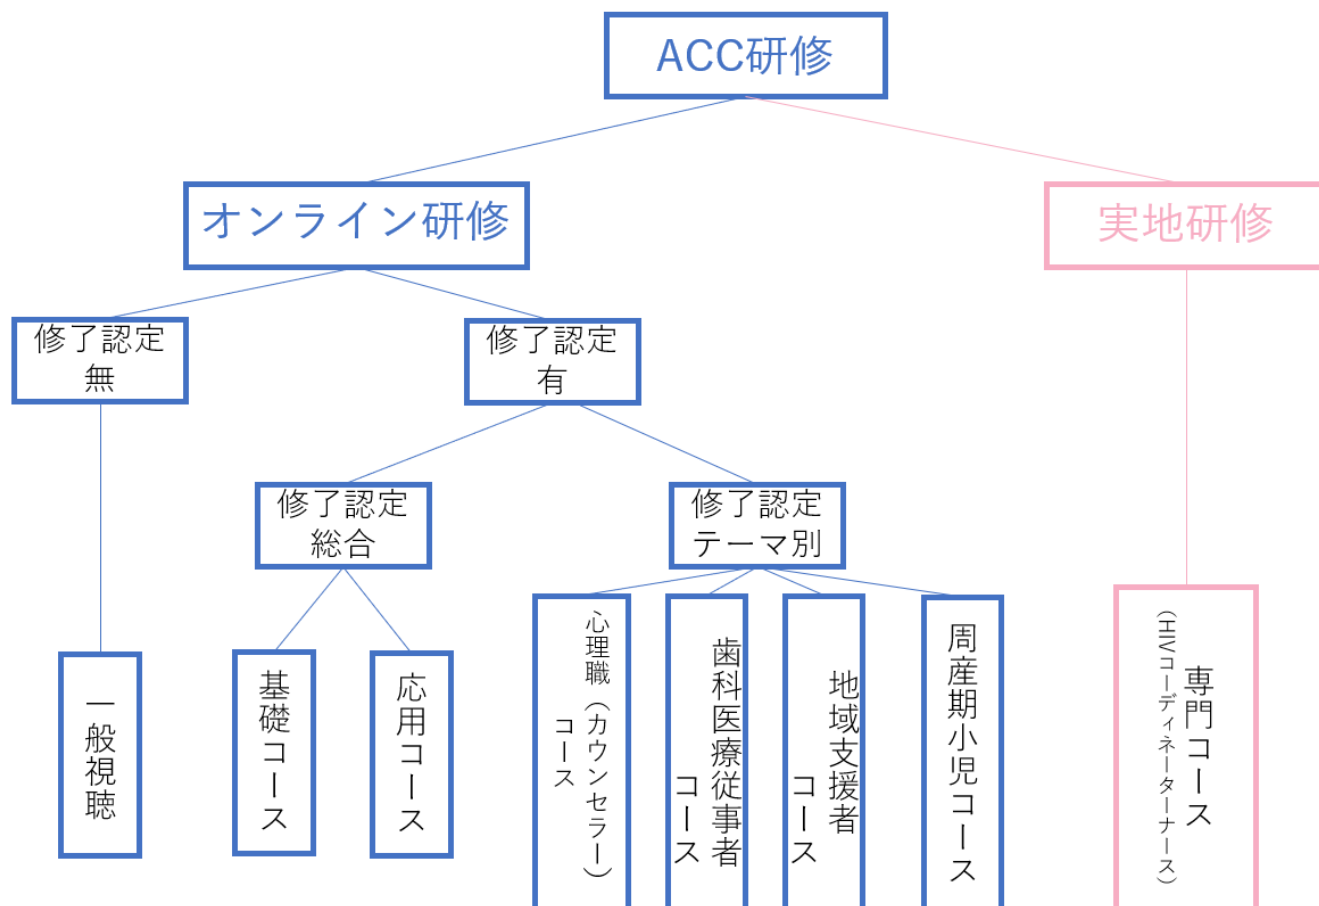 ACC研修
オンライン研修
実地研修
修了認定
無
修了認定
有
修了認定
総合
修了認定
テーマ別
一般視聴
基礎コース
応用コース
心理職（カウンセラー）
コース
歯科医療従事者
コース
地域支援者
コース
周産期小児コース
専門コース
（HIVコーディネーターナース）